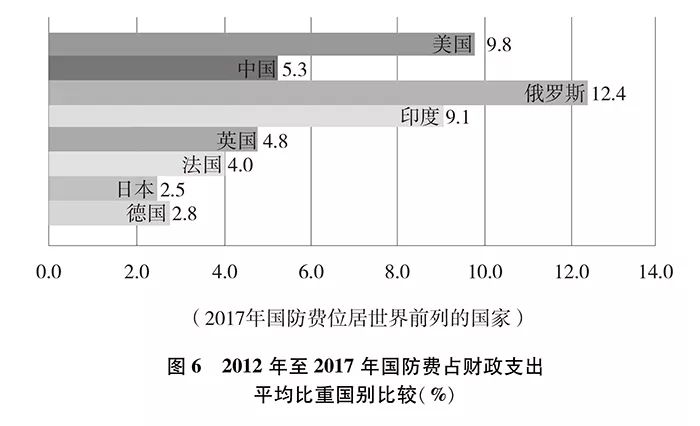 美国 9.8
中国 5.3
俄罗斯 12.4
印度 9.1
英国 4.8
法国 4.0
日本 2.5
德国 2.8
0.0 2.0 4.0 6.0 8.0 10.0 12.0 14.0
（2017年国防费位居世界前列的国家）
图 6 2012 年至 2017 年国防费占财政支出
平均比重国别比较(%)